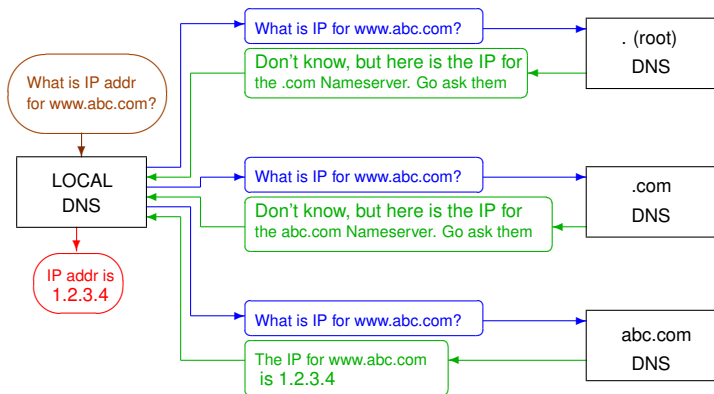 What is IP for www.abc.com?
. (root)
DNS
Don't know, but here is the IP for
the .com Nameserver. Go ask them
What is IP addr
for www.abc.com?
LOCAL
DNS
What is IP for www.abc.com?
.com
DNS
Don't know, but here is the IP for
the abc.com Nameserver. Go ask them
IP addr is
1.2.3.4
What is IP for www.abc.com?
abc.com
DNS
The IP for www.abc.com
is 1.2.3.4